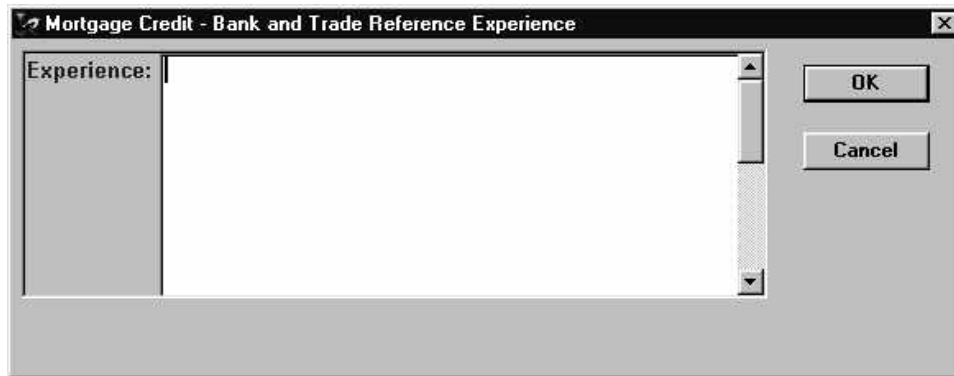 Mortgage Credit - Bank and Trade Reference Experience
Experience:
OK
Cancel